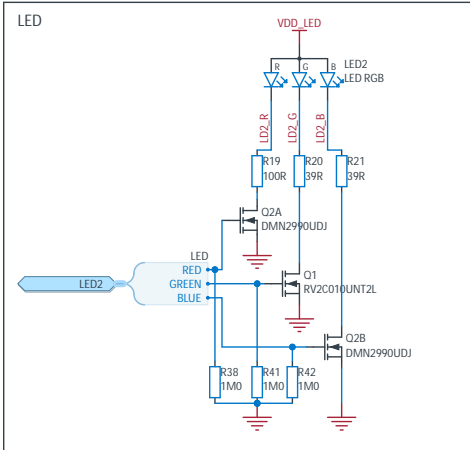 LED
VDD_LED
R
G
B
LED2
LED RGB
LD2_R
LD2_G
LD2_B
R19
100R
R20
39R
R21
39R
Q2A
DMN2990UDJ
LED
RED
GREEN
BLUE
LED2
Q1
RV2C010UNT2L
Q2B
DMN2990UDJ
R38
1M0
R41
1M0
R42
1M0